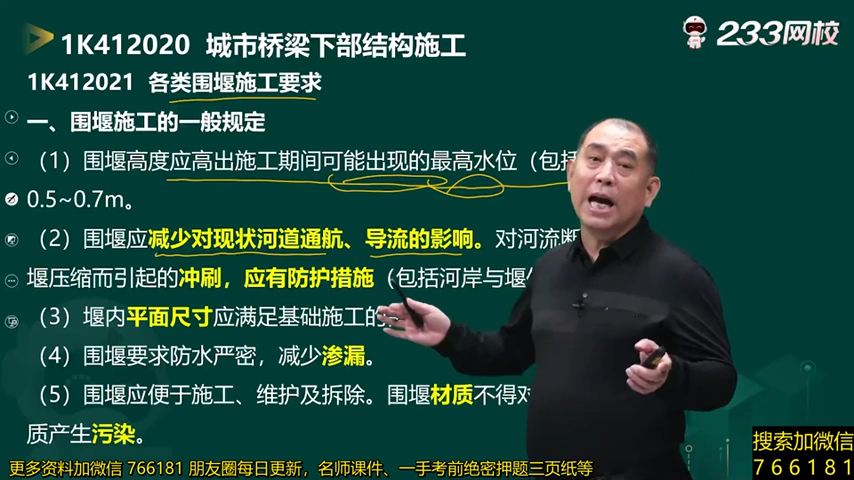 1K412020 城市桥梁下部结构施工
233网校
1K412021 各类围堰施工要求
一、围堰施工的一般规定
（1）围堰高度应高出施工期间可能出现的最高水位（包括
0.5~0.7m。
（2）围堰应减少对现状河道通航、导流的影响。对河流断
堰压缩而引起的冲刷，应有防护措施（包括河岸与堰
（3）堰内平面尺寸应满足基础施工的
（4）围堰要求防水严密，减少渗漏。
（5）围堰应便于施工、维护及拆除。围堰材质不得对
质产生污染。
搜索加微信
766181
更多资料加微信 766181 朋友圈每日更新，名师课件、一手考前绝密押题三页纸等